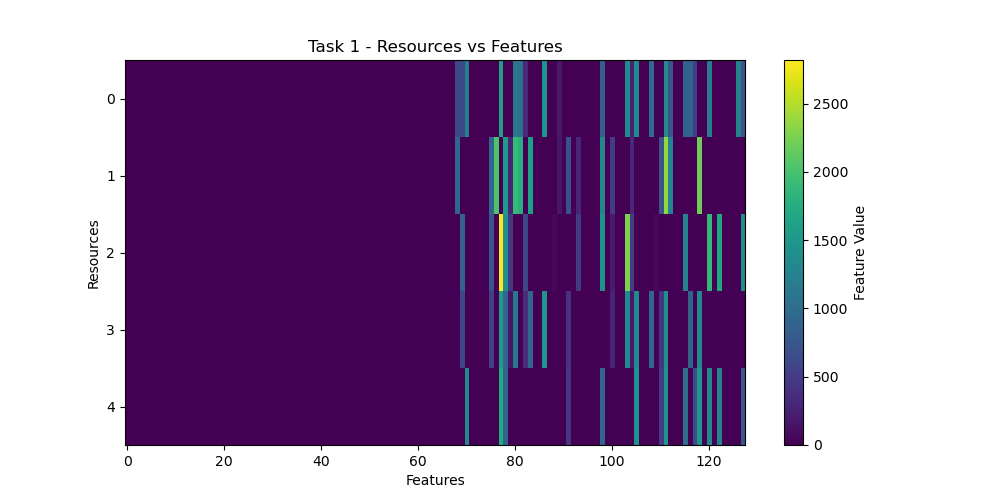 Task 1 - Resources vs Features
0
1
2
3
4
Resources
0 20 40 60 80 100 120
Features
2500
2000
1500
1000
500
0
Feature Value